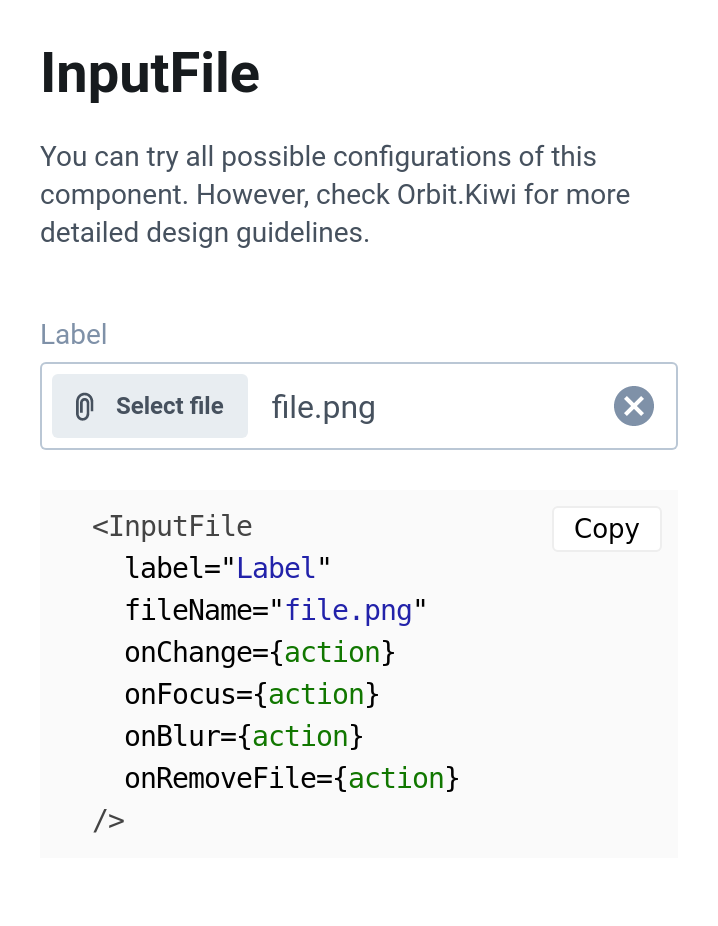 InputFile
You can try all possible configurations of this
component. However, check Orbit.Kiwi for more
detailed design guidelines.
Label
Select file file.png
Copy
<InputFile
  label="Label"
  fileName="file.png"
  onChange={action}
  onFocus={action}
  onBlur={action}
  onRemoveFile={action}
/>